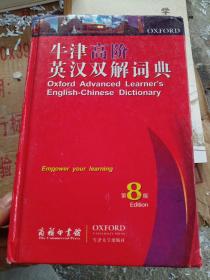 OXFORD
牛津高阶
英汉双解词典
Oxford Advanced Learner's
English-Chinese Dictionary
Empower your learning
第8版
Edition
商务印书馆
The Commercial Press
OXFORD
UNIVERSITY PRESS
牛津大学出版社